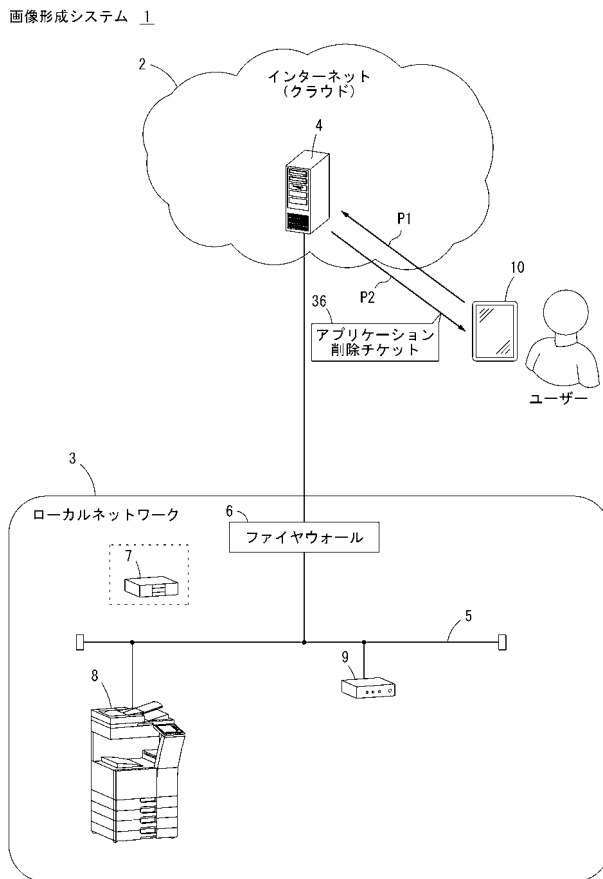 画像形成システム 1
2
インターネット
(クラウド)
4
P1
10
P2
36
アプリケーション
削除チケット
ユーザー
3
ローカルネットワーク
6
ファイヤウォール
7
5
9
8